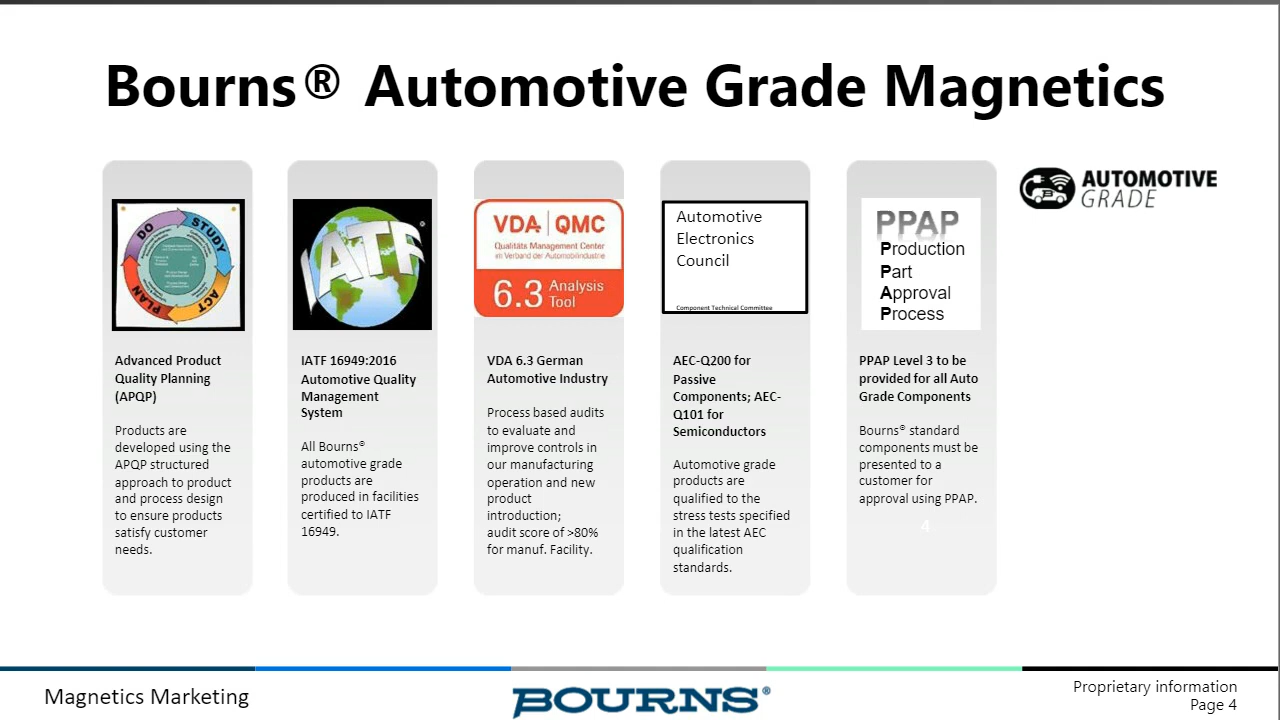 Bourns® Automotive Grade Magnetics
DO
STUDY
ACT
PLAN
IATF
®
VDA QMC
Qualitäts Management Center
im Verband der Automobilindustrie
6.3 Analysis
Tool
Automotive
Electronics
Council
Component Technical Committee
PPAP
Production
Part
Approval
Process
AUTOMOTIVE
GRADE
Advanced Product
Quality Planning
(APQP)
Products are
developed using the
APQP structured
approach to product
and process design
to ensure products
satisfy customer
needs.
IATF 16949:2016
Automotive Quality
Management
System
All Bourns®
automotive grade
products are
produced in facilities
certified to IATF
16949.
VDA 6.3 German
Automotive Industry
Process based audits
to evaluate and
improve controls in
our manufacturing
operation and new
product
introduction;
audit score of >80%
for manuf. Facility.
AEC-Q200 for
Passive
Components; AEC-
Q101 for
Semiconductors
Automotive grade
products are
qualified to the
stress tests specified
in the latest AEC
qualification
standards.
PPAP Level 3 to be
provided for all Auto
Grade Components
Bourns® standard
components must be
presented to a
customer for
approval using PPAP.
4
Magnetics Marketing
BOURNS®
Proprietary information
Page 4